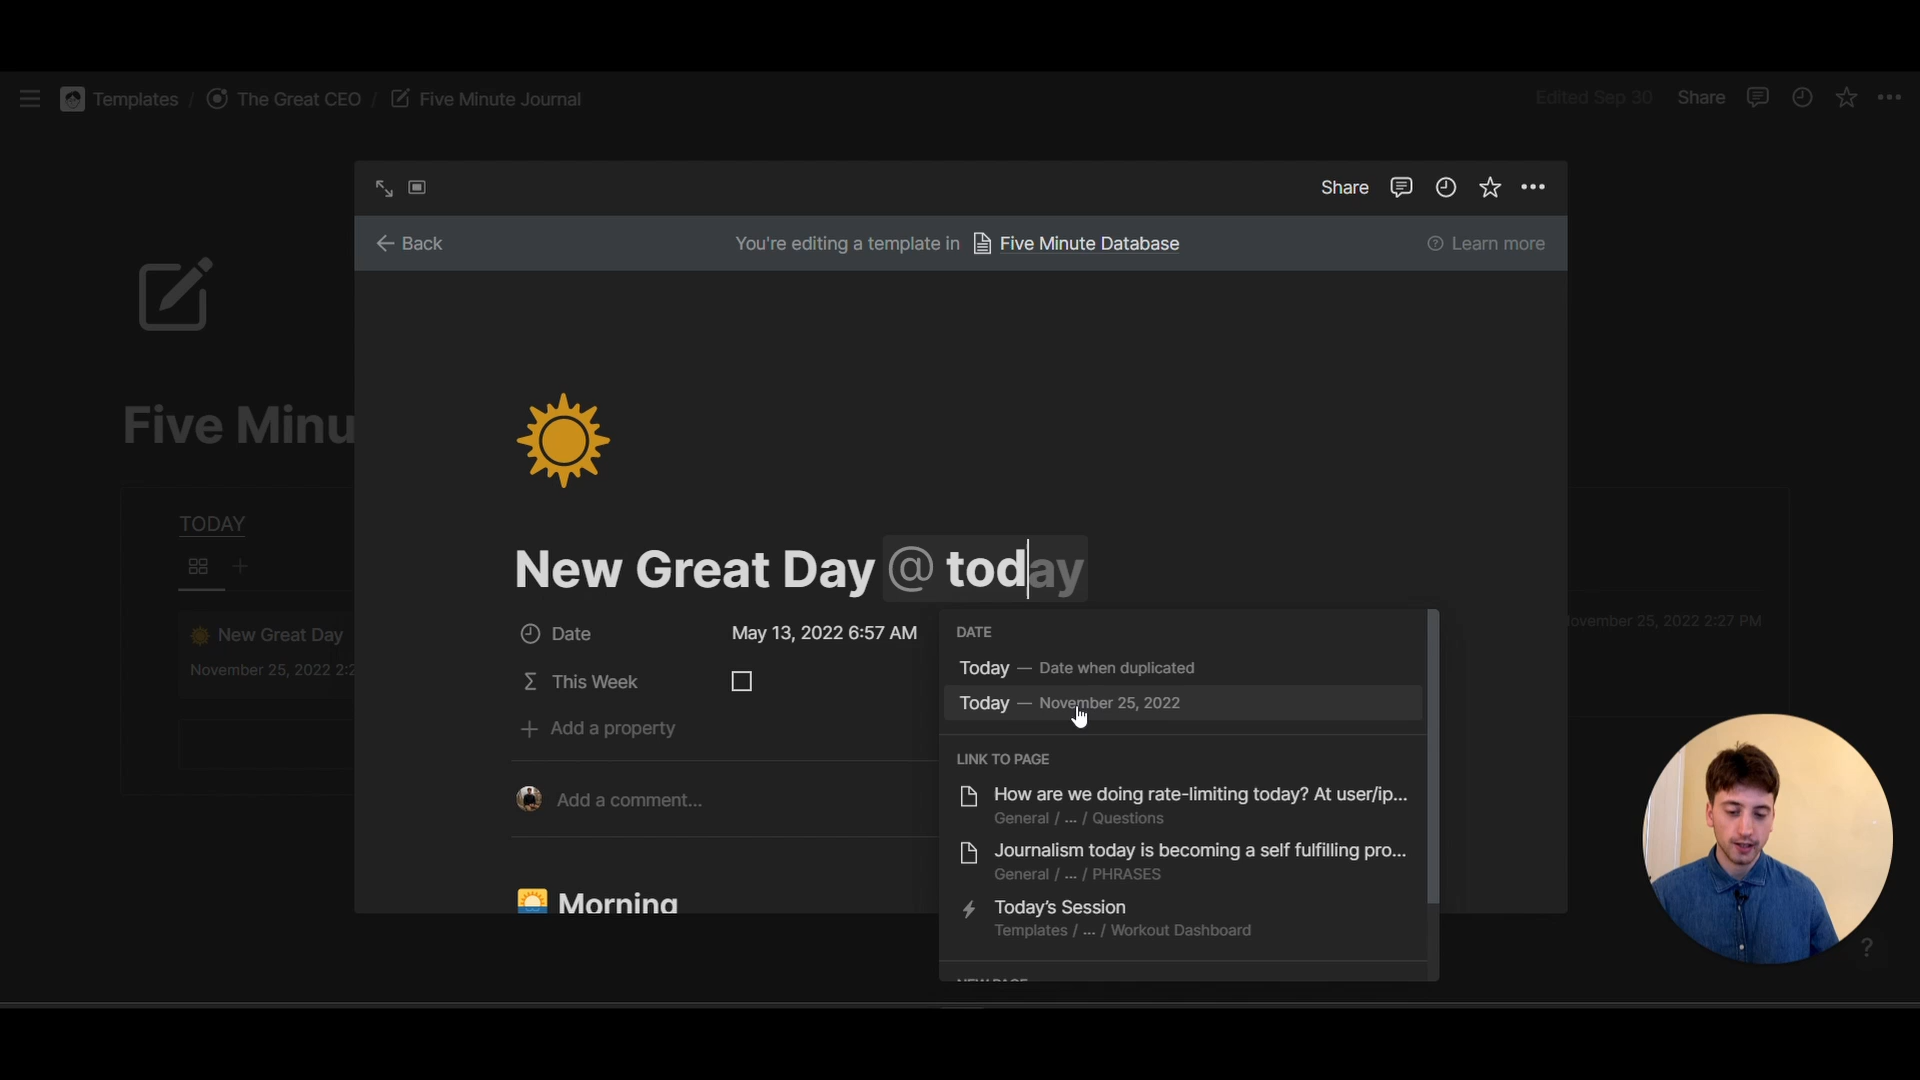 Templates / The Great CEO / Five Minute Journal
Edited Sep 30 Share
Share
Back
You're editing a template in Five Minute Database
Learn more
Five Minu
TODAY
New Great Day
November 25, 2022 2:2
New Great Day @today
Date May 13, 2022 6:57 AM
This Week
Add a property
Add a comment...
Morning
DATE
Today — Date when duplicated
Today — November 25, 2022
LINK TO PAGE
How are we doing rate-limiting today? At user/ip...
General / ... / Questions
Journalism today is becoming a self fulfilling pro...
General / ... / PHRASES
Today's Session
Templates / ... / Workout Dashboard
NEW PAGE
ovember 25, 2022 2:27 PM
?